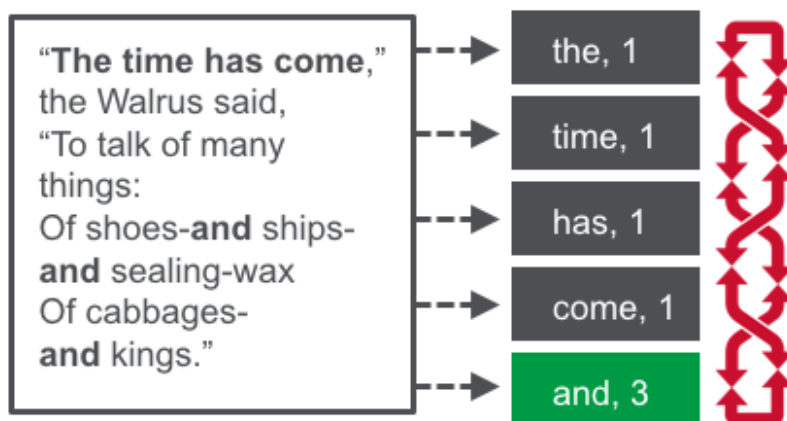 “The time has come,”
the Walrus said,
“To talk of many
things:
Of shoes-and ships-
and sealing-wax
Of cabbages-
and kings.”
the, 1
time, 1
has, 1
come, 1
and, 3